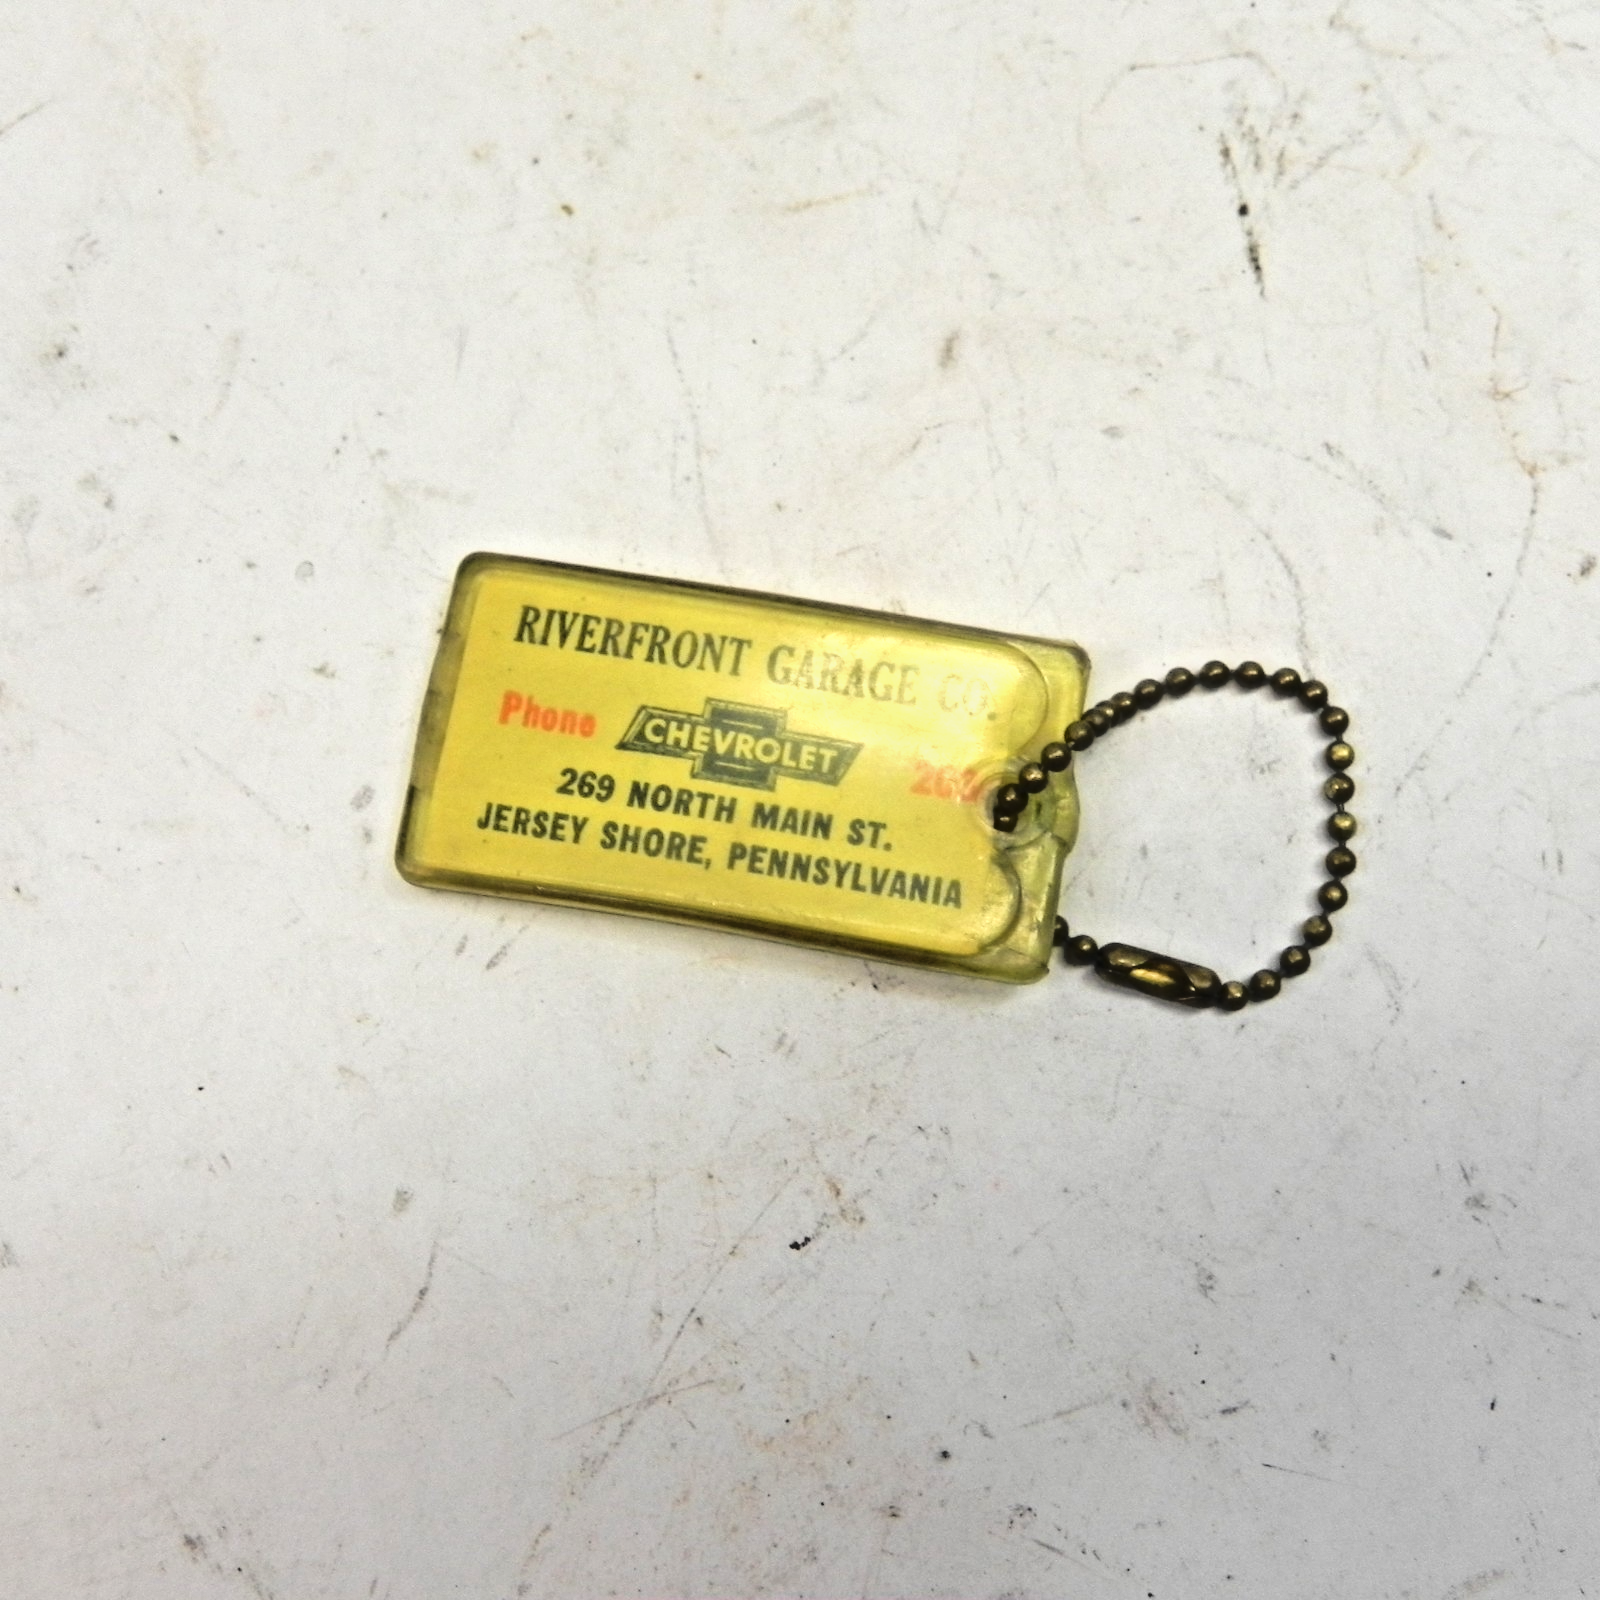 RIVERFRONT GARAGE CO.
Phone CHEVROLET
269 NORTH MAIN ST.
JERSEY SHORE, PENNSYLVANIA